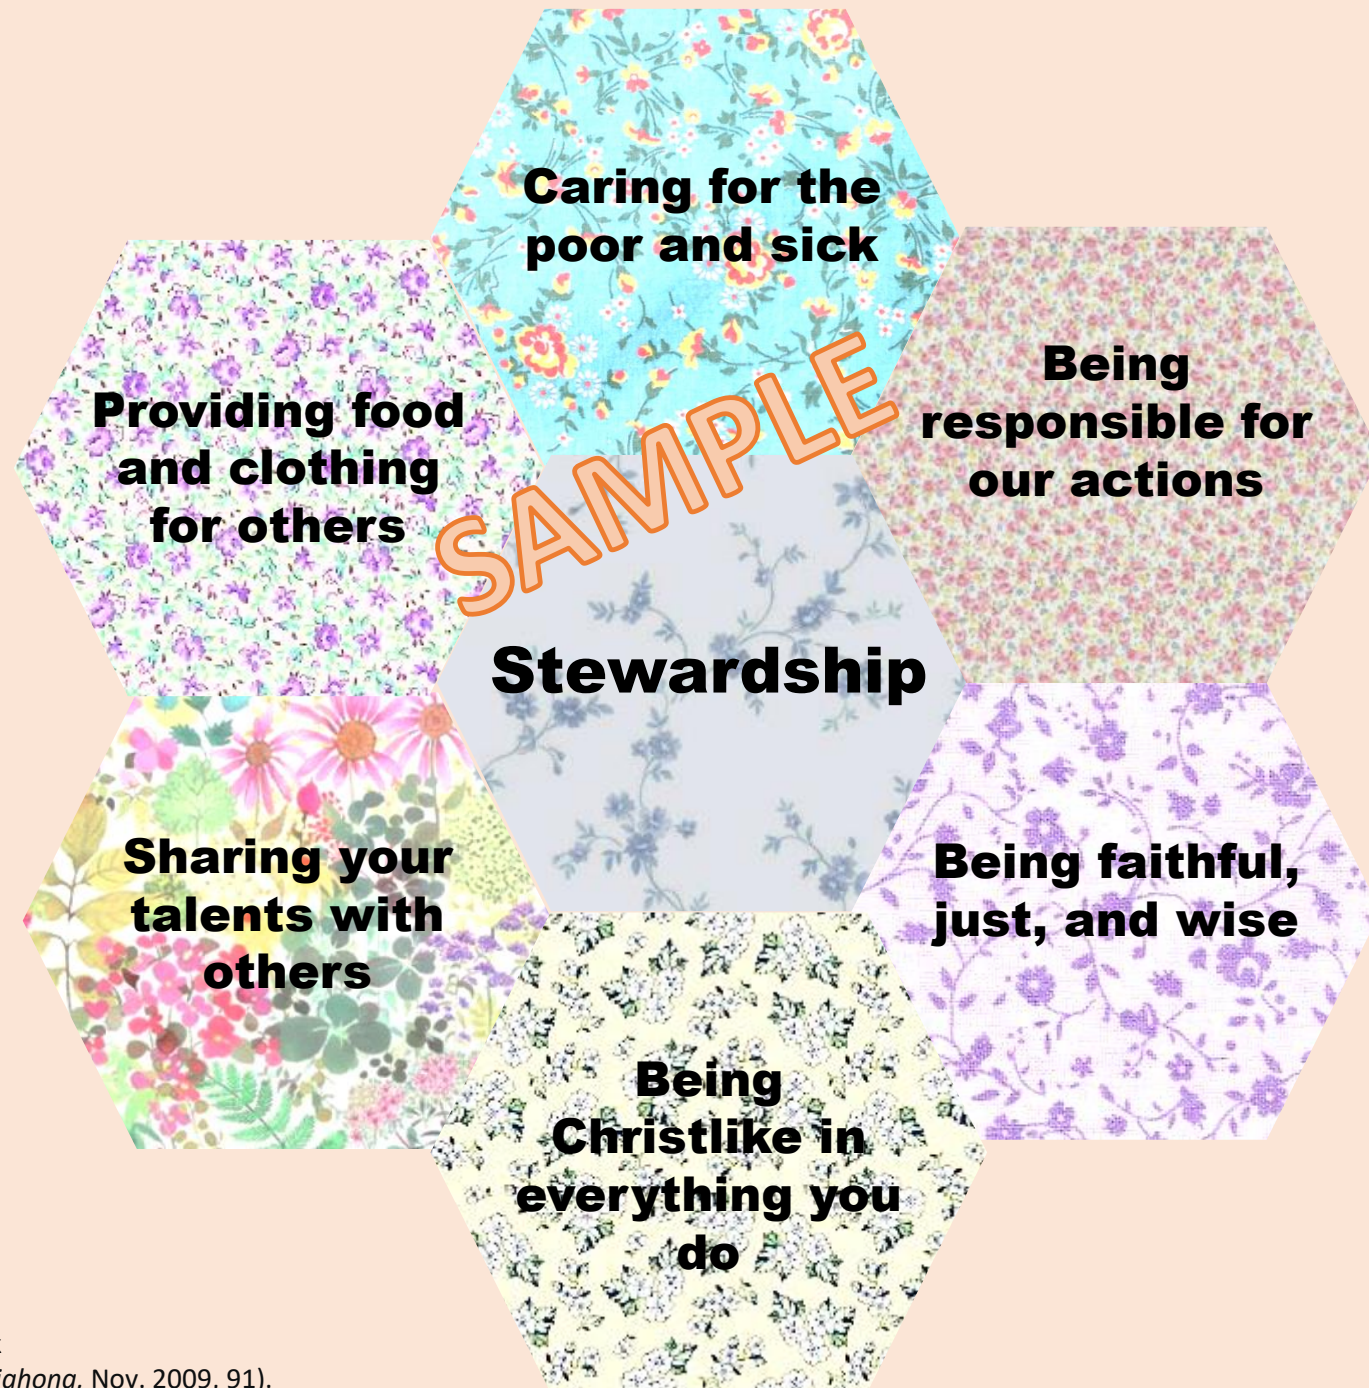 Caring for the
poor and sick
Being
responsible for
our actions
Providing food
and clothing
for others
SAMPLE
Stewardship
Sharing your
talents with
others
Being faithful,
just, and wise
Being
Christlike in
everything you
do
Nov. 2009, 91).